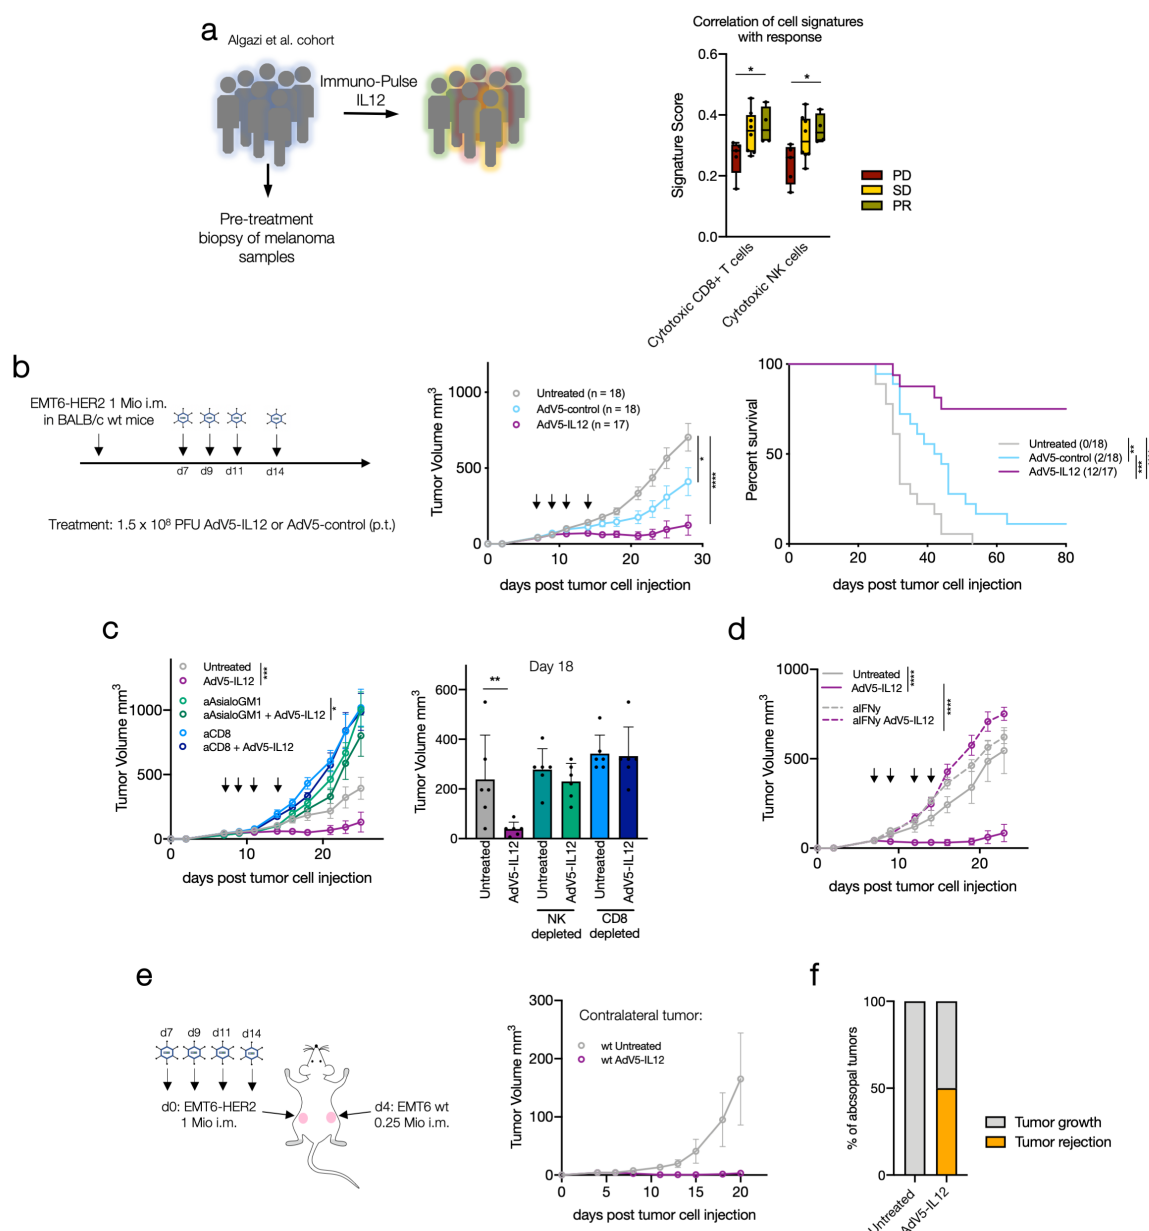 a
Algazi et al. cohort
Immuno-Pulse
IL12
Pre-treatment
biopsy of melanoma
samples
Correlation of cell signatures
with response
Signature Score
0.6
0.4
0.2
0.0
Cytotoxic CD8+ T cells
Cytotoxic NK cells
*
*
PD
SD
PR
b
EMT6-HER2 1 Mio i.m.
in BALB/c wt mice
d7
d9
d11
d14
Treatment: 1.5 x 10⁸ PFU AdV5-IL12 or AdV5-control (p.t.)
Tumor Volume mm³
1000
500
0
0
10
20
30
days post tumor cell injection
Untreated (n = 18)
AdV5-control (n = 18)
AdV5-IL12 (n = 17)
*
****
Percent survival
100
50
0
0
20
40
60
80
days post tumor cell injection
Untreated (0/18)
AdV5-control (2/18)
AdV5-IL12 (12/17)
**
***
c
Tumor Volume mm³
1000
500
0
0
10
20
days post tumor cell injection
Untreated
AdV5-IL12
***
aAsialoGM1
aAsialoGM1 + AdV5-IL12
*
aCD8
aCD8 + AdV5-IL12
Day 18
Tumor Volume mm³
600
400
200
0
**
Untreated
AdV5-IL12
Untreated
AdV5-IL12
Untreated
AdV5-IL12
NK
depleted
CD8
depleted
d
Tumor Volume mm³
1000
500
0
0
10
20
days post tumor cell injection
Untreated
AdV5-IL12
aIFNy
aIFNy AdV5-IL12
****
****
e
d7
d9
d11
d14
d0: EMT6-HER2
1 Mio i.m.
d4: EMT6 wt
0.25 Mio i.m.
Tumor Volume mm³
300
200
100
0
0
5
10
15
20
days post tumor cell injection
Contralateral tumor:
wt Untreated
wt AdV5-IL12
f
% of abcsopal tumors
100
50
0
Untreated
AdV5-IL12
Tumor growth
Tumor rejection